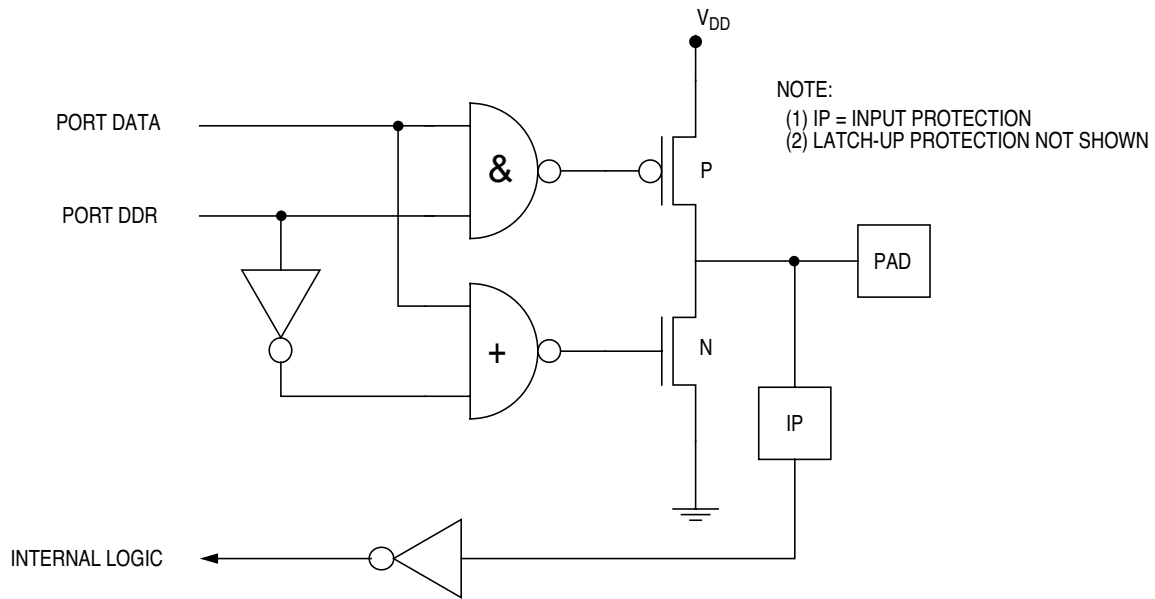 VDD
NOTE:
(1) IP = INPUT PROTECTION
(2) LATCH-UP PROTECTION NOT SHOWN
PORT DATA
&
P
PORT DDR
PAD
+
N
IP
INTERNAL LOGIC